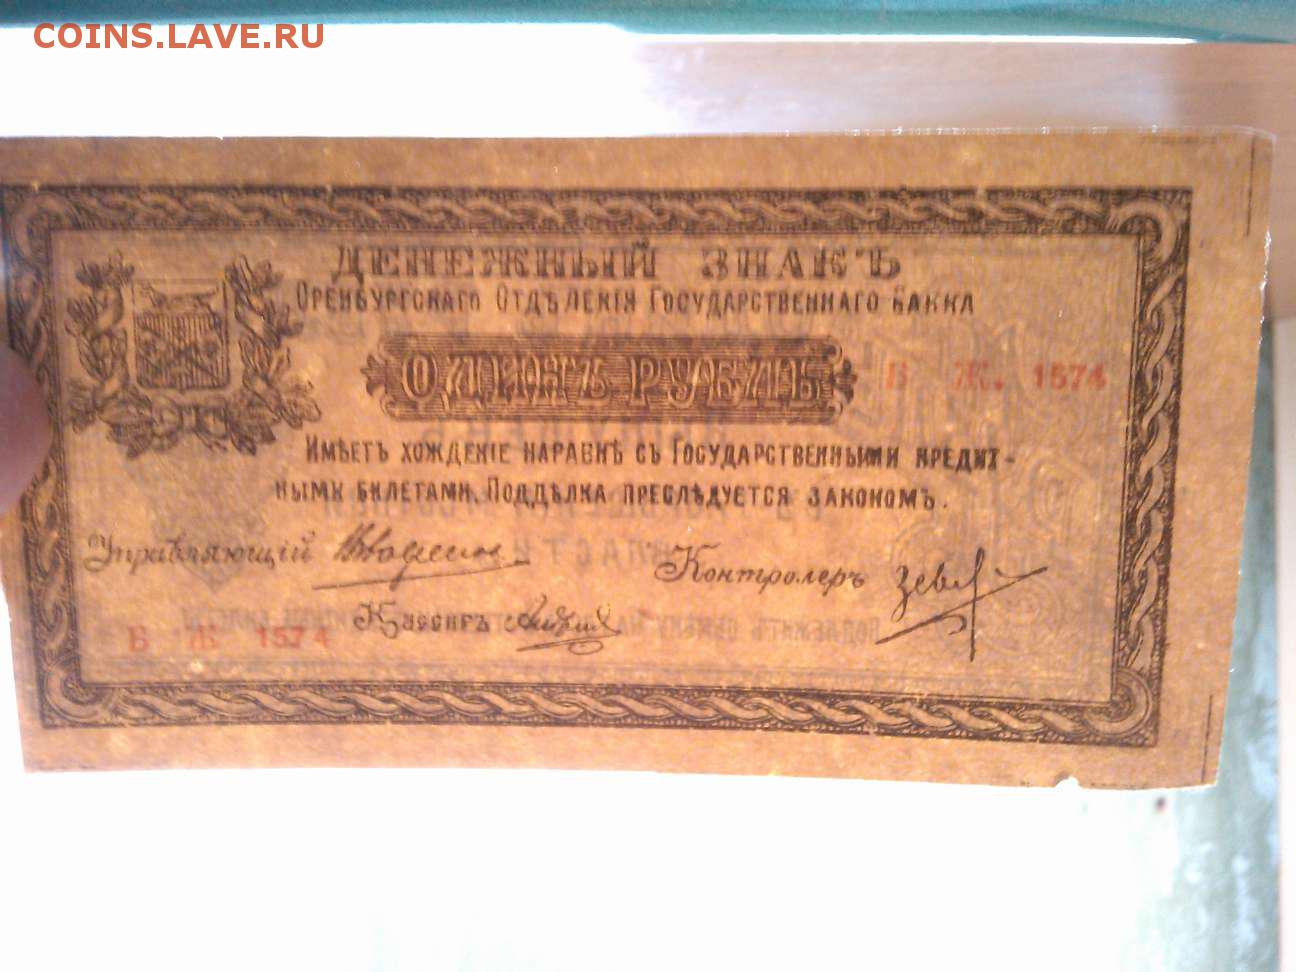 COINS.LAVE.RU
ДЕНЕЖНЫЙ ЗНАКЪ
ОРЕНБУРГСКАГО ОТДѢЛЕНІЯ ГОСУДАРСТВЕННАГО БАНКА
ОДИНЪ РУБЛЬ
Б Ж. 1574
ИМѢЕТЪ ХОЖДЕНІЕ НАРАВНѢ СЪ ГОСУДАРСТВЕННЫМИ КРЕДИТ-
НЫМИ БИЛЕТАМИ. ПОДДѢЛКА ПРЕСЛѢДУЕТСЯ ЗАКОНОМЪ.
Управляющій
Контролеръ
Кассиръ
Б Ж 1574